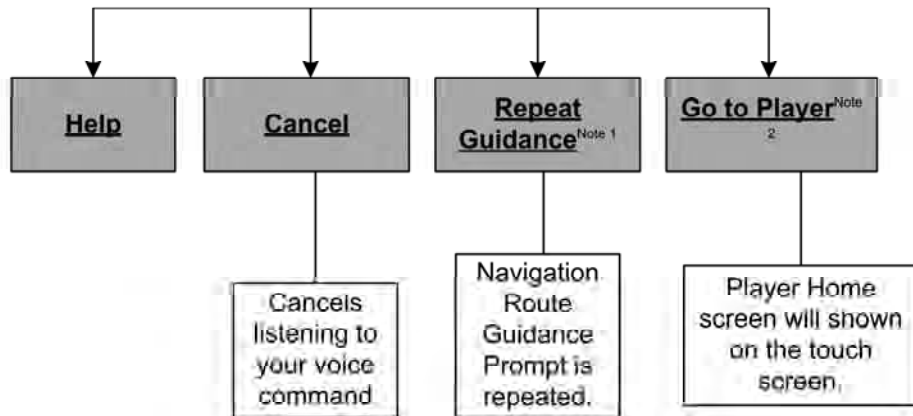 Help
Cancel
Repeat
Guidance Note 1
Go to Player Note
2
Cancels
listening to
your voice
command
Navigation
Route
Guidance
Prompt is
repeated.
Player Home
screen will shown
on the touch
screen.